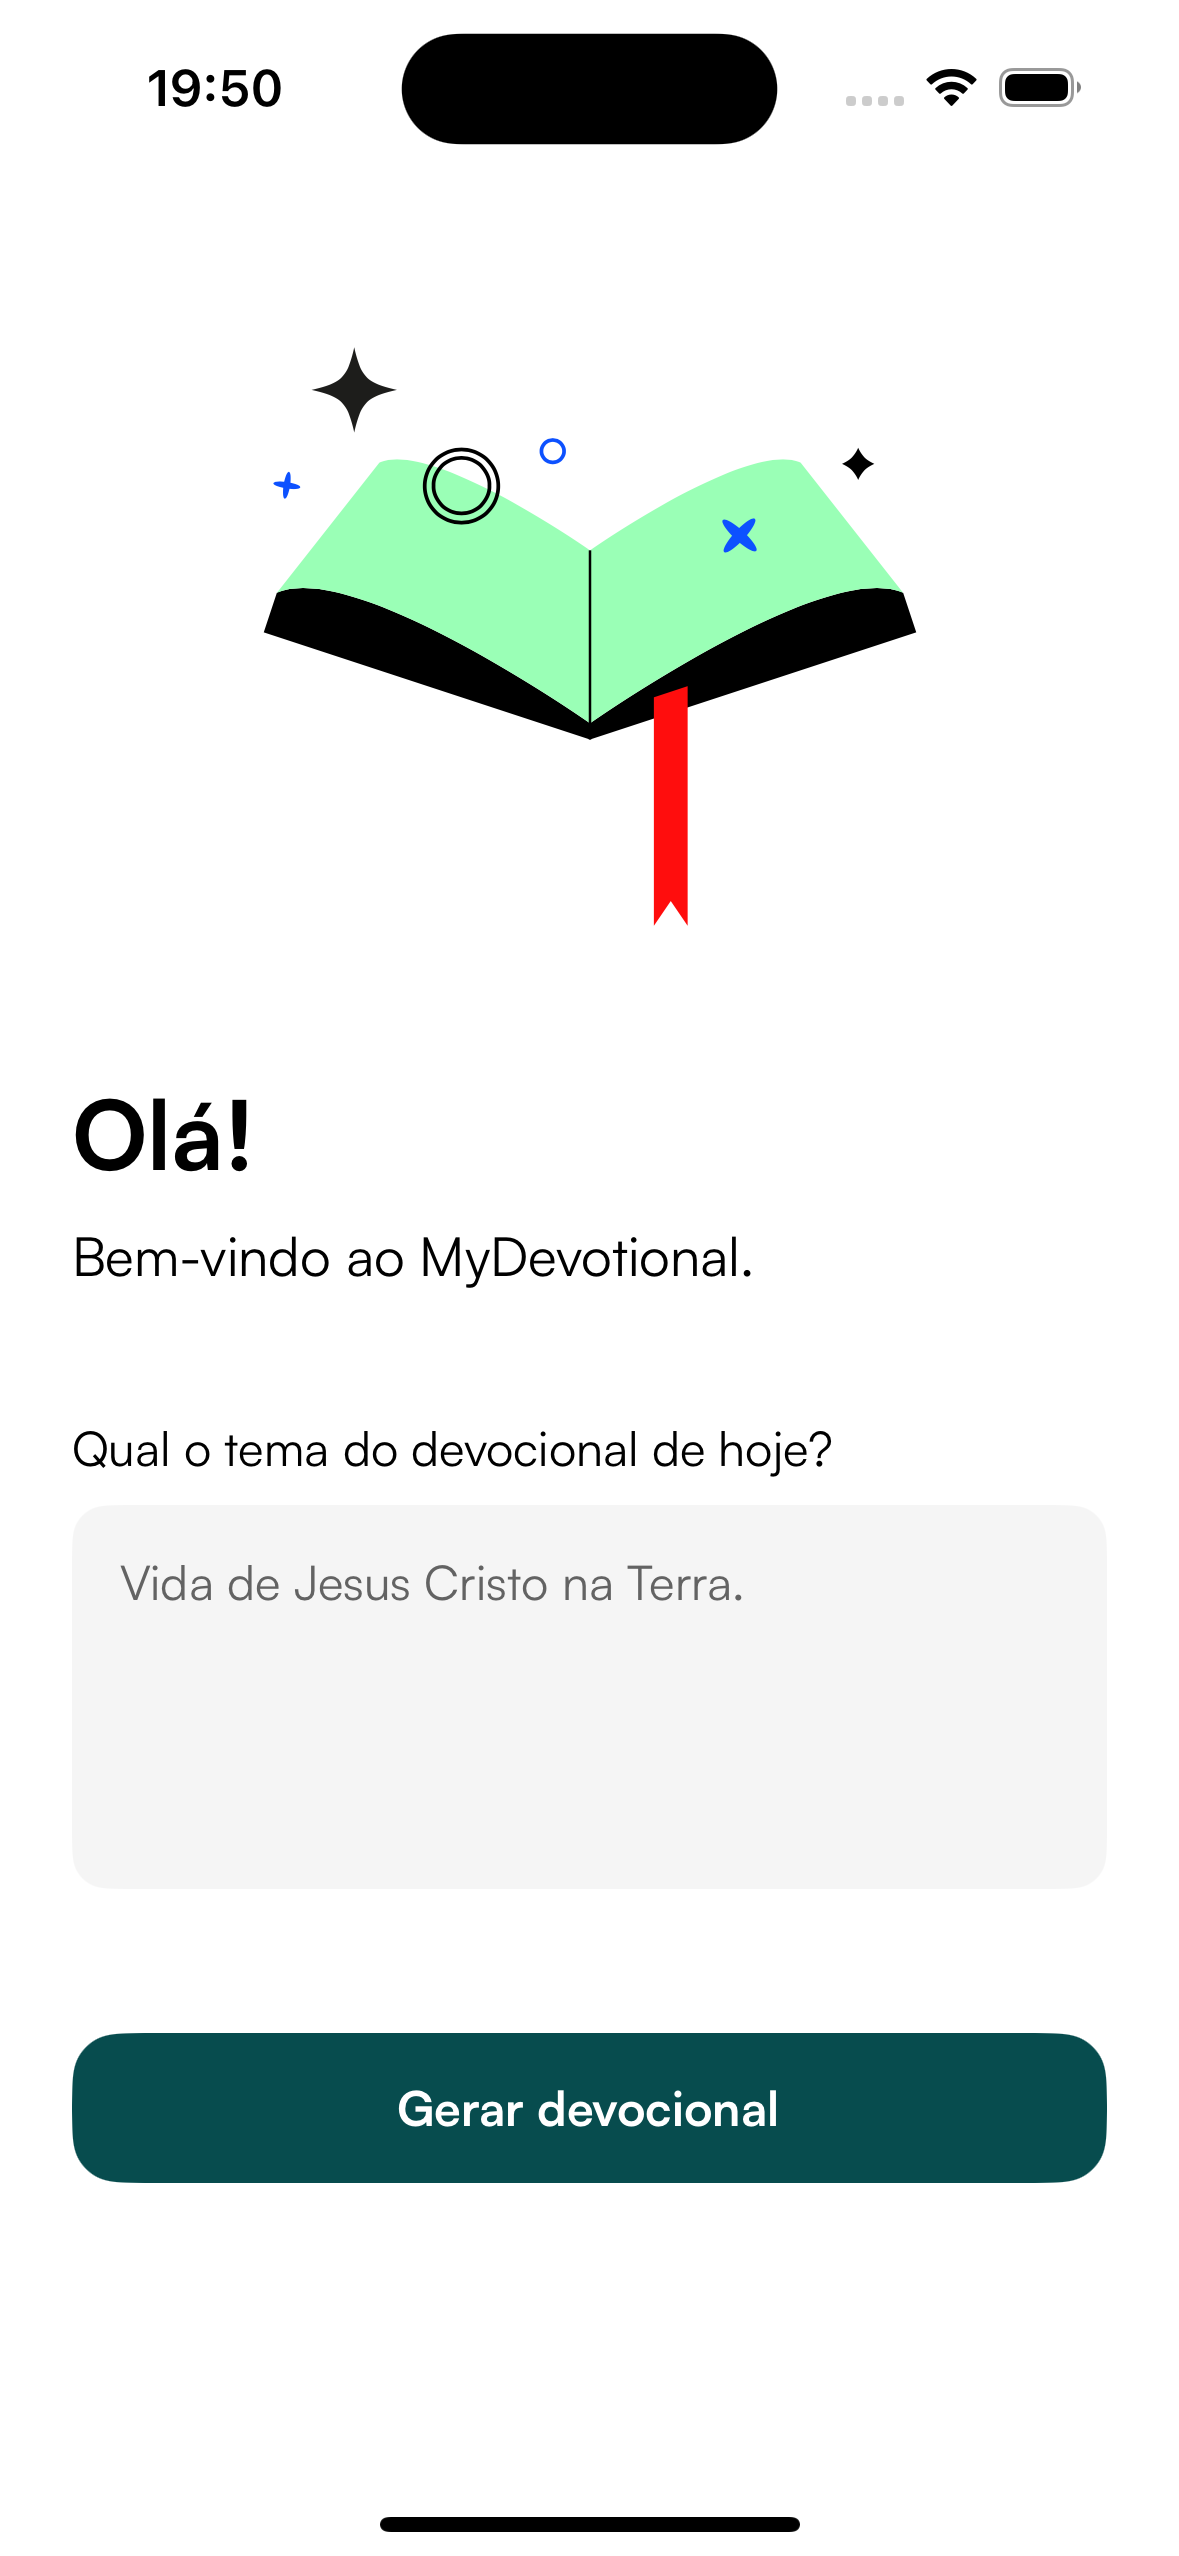 19:50
Olá!
Bem-vindo ao MyDevotional.
Qual o tema do devocional de hoje?
Vida de Jesus Cristo na Terra.
Gerar devocional